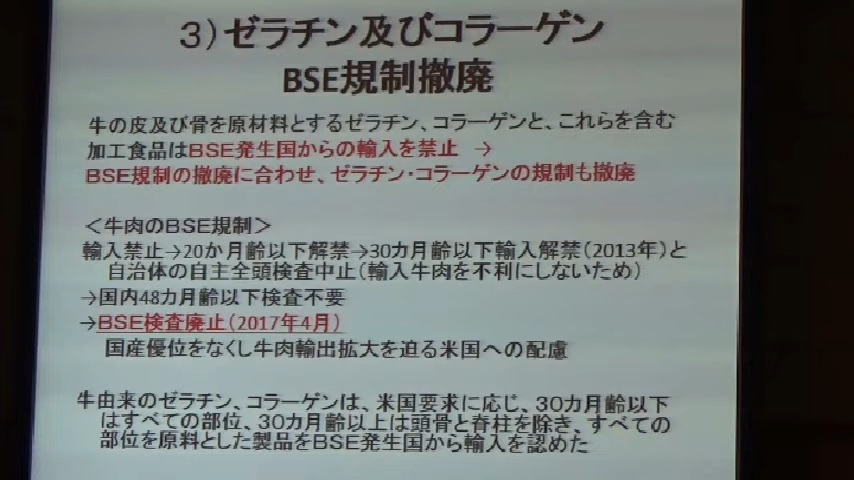 3）ゼラチン及びコラーゲン
BSE規制撤廃
牛の皮及び骨を原材料とするゼラチン、コラーゲンと、これらを含む
加工食品はBSE発生国からの輸入を禁止 →
BSE規制の撤廃に合わせ、ゼラチン・コラーゲンの規制も撤廃
＜牛肉のBSE規制＞
輸入禁止→20か月齢以下解禁→30カ月齢以下輸入解禁（2013年）と
自治体の自主全頭検査中止（輸入牛肉を不利にしないため）
→国内48カ月齢以下検査不要
→BSE検査廃止（2017年4月）
国産優位をなくし牛肉輸出拡大を迫る米国への配慮
牛由来のゼラチン、コラーゲンは、米国要求に応じ、30カ月齢以下
はすべての部位、30カ月齢以上は頭骨と脊柱を除き、すべての
部位を原料とした製品をBSE発生国から輸入を認めた